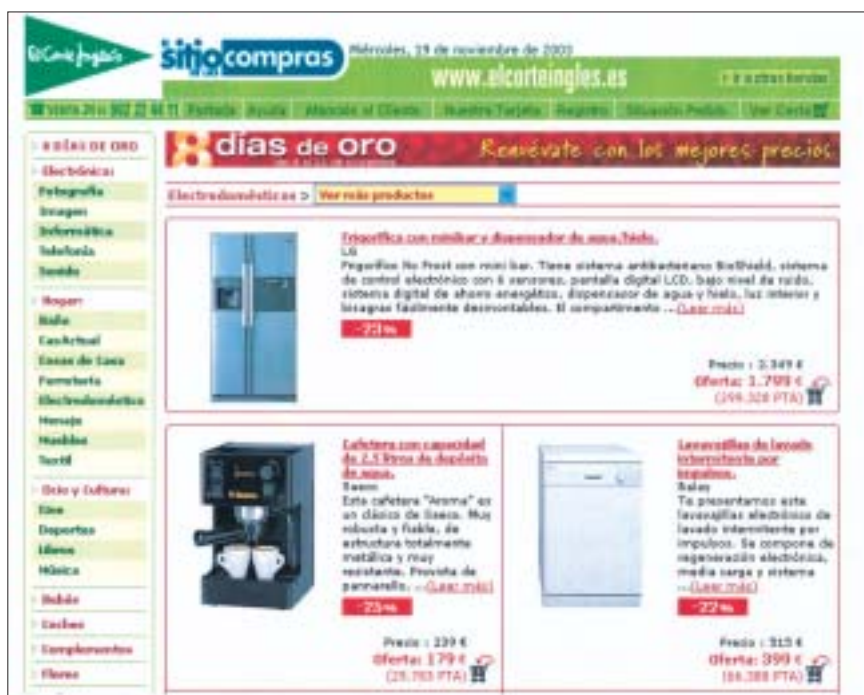 El Corte Inglés
sitio de compras
Miércoles, 19 de noviembre de 2003
www.elcorteingles.es
Ir a otras tiendas
Portada Ayuda Atención al Cliente Nuestra Tarjeta Registro Situación Pedido Ver Cesta
8 DÍAS DE ORO
Electrónica:
Fotografía
Imagen
Informática
Telefonía
Sonido
Hogar:
Baño
CasActual
Cosas de Casa
Ferretería
Electrodoméstico
Menaje
Muebles
Textil
Ocio y Cultura:
Cine
Deportes
Libros
Música
Bebés
Coches
Complementos
Flores
8 días de oro
Renuévate con los mejores precios
Electrodomésticos > Ver más productos
Frigorífico con minibar y dispensador de agua/hielo.
LG
Frigorífico No Frost con mini bar. Tiene sistema antibacteriano BioShield, sistema
de control electrónico con 6 sensores, pantalla digital LCD, bajo nivel de ruido,
sistema digital de ahorro energético, dispensador de agua y hielo, luz interior y
bisagras fácilmente desmontables. El compartimento ...(Leer más)
-23%
Precio : 2.349 €
Oferta: 1.799 €
(299.328 PTA)
Cafetera con capacidad
de 2.5 litros de depósito
de agua.
Saeco
Esta cafetera "Aroma" es
un clásico de Saeco. Muy
robusta y fiable, de
estructura totalmente
metálica y muy
resistente. Provista de
pannarello. ...(Leer más)
-25%
Precio : 239 €
Oferta: 179 €
(29.783 PTA)
Lavavajillas de lavado
intermitente por
impulsos.
Balay
Te presentamos este
lavavajillas electrónico de
lavado intermitente por
impulsos. Se compone de
regeneración electrónica,
media carga y sistema
...(Leer más)
-22%
Precio : 515 €
Oferta: 399 €
(66.388 PTA)